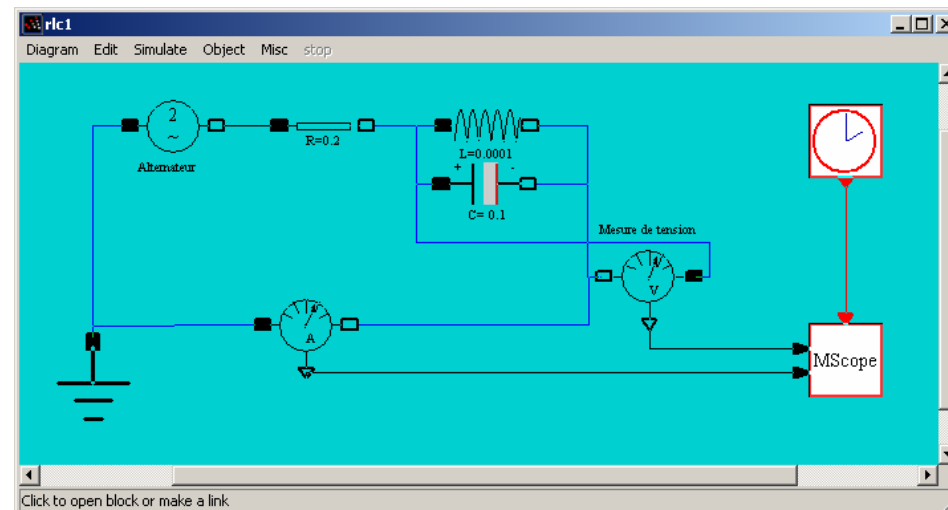 rlc1
Diagram Edit Simulate Object Misc stop
2
~
Alternateur
R=0.2
L=0.0001
+ -
C= 0.1
Mesure de tension
V
A
MScope
Click to open block or make a link